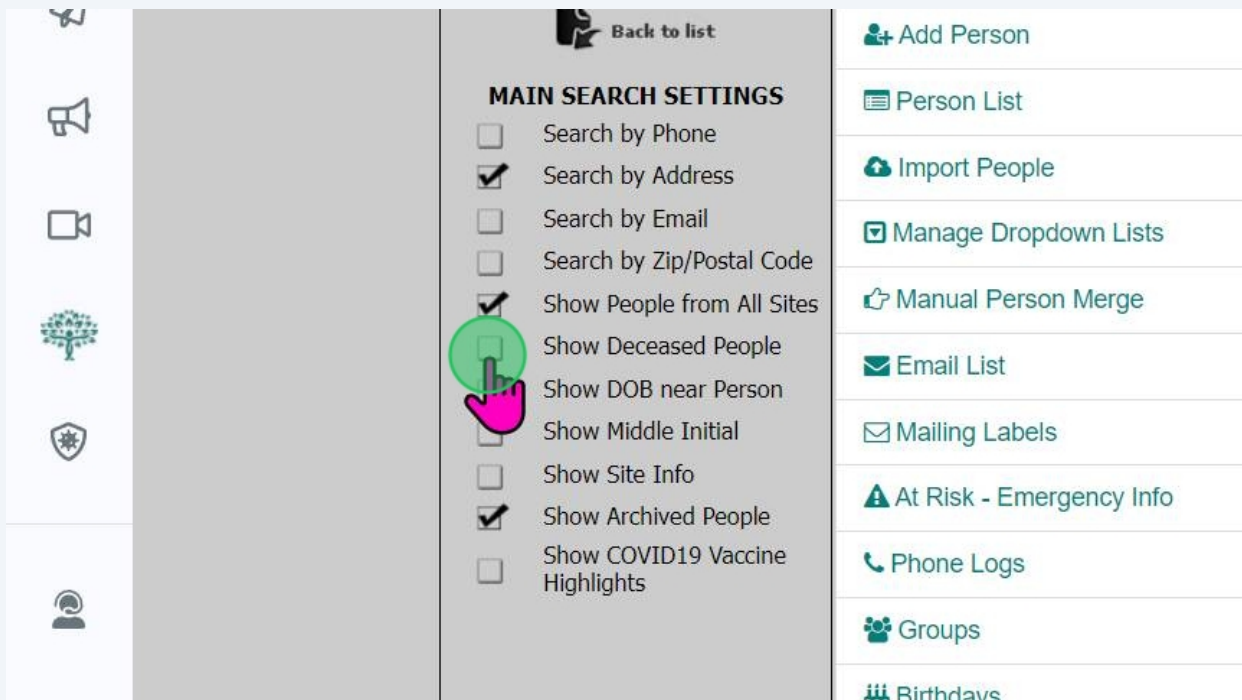 Back to list
MAIN SEARCH SETTINGS
Search by Phone
Search by Address
Search by Email
Search by Zip/Postal Code
Show People from All Sites
Show Deceased People
Show DOB near Person
Show Middle Initial
Show Site Info
Show Archived People
Show COVID19 Vaccine
Highlights
Add Person
Person List
Import People
Manage Dropdown Lists
Manual Person Merge
Email List
Mailing Labels
At Risk - Emergency Info
Phone Logs
Groups
Birthdays